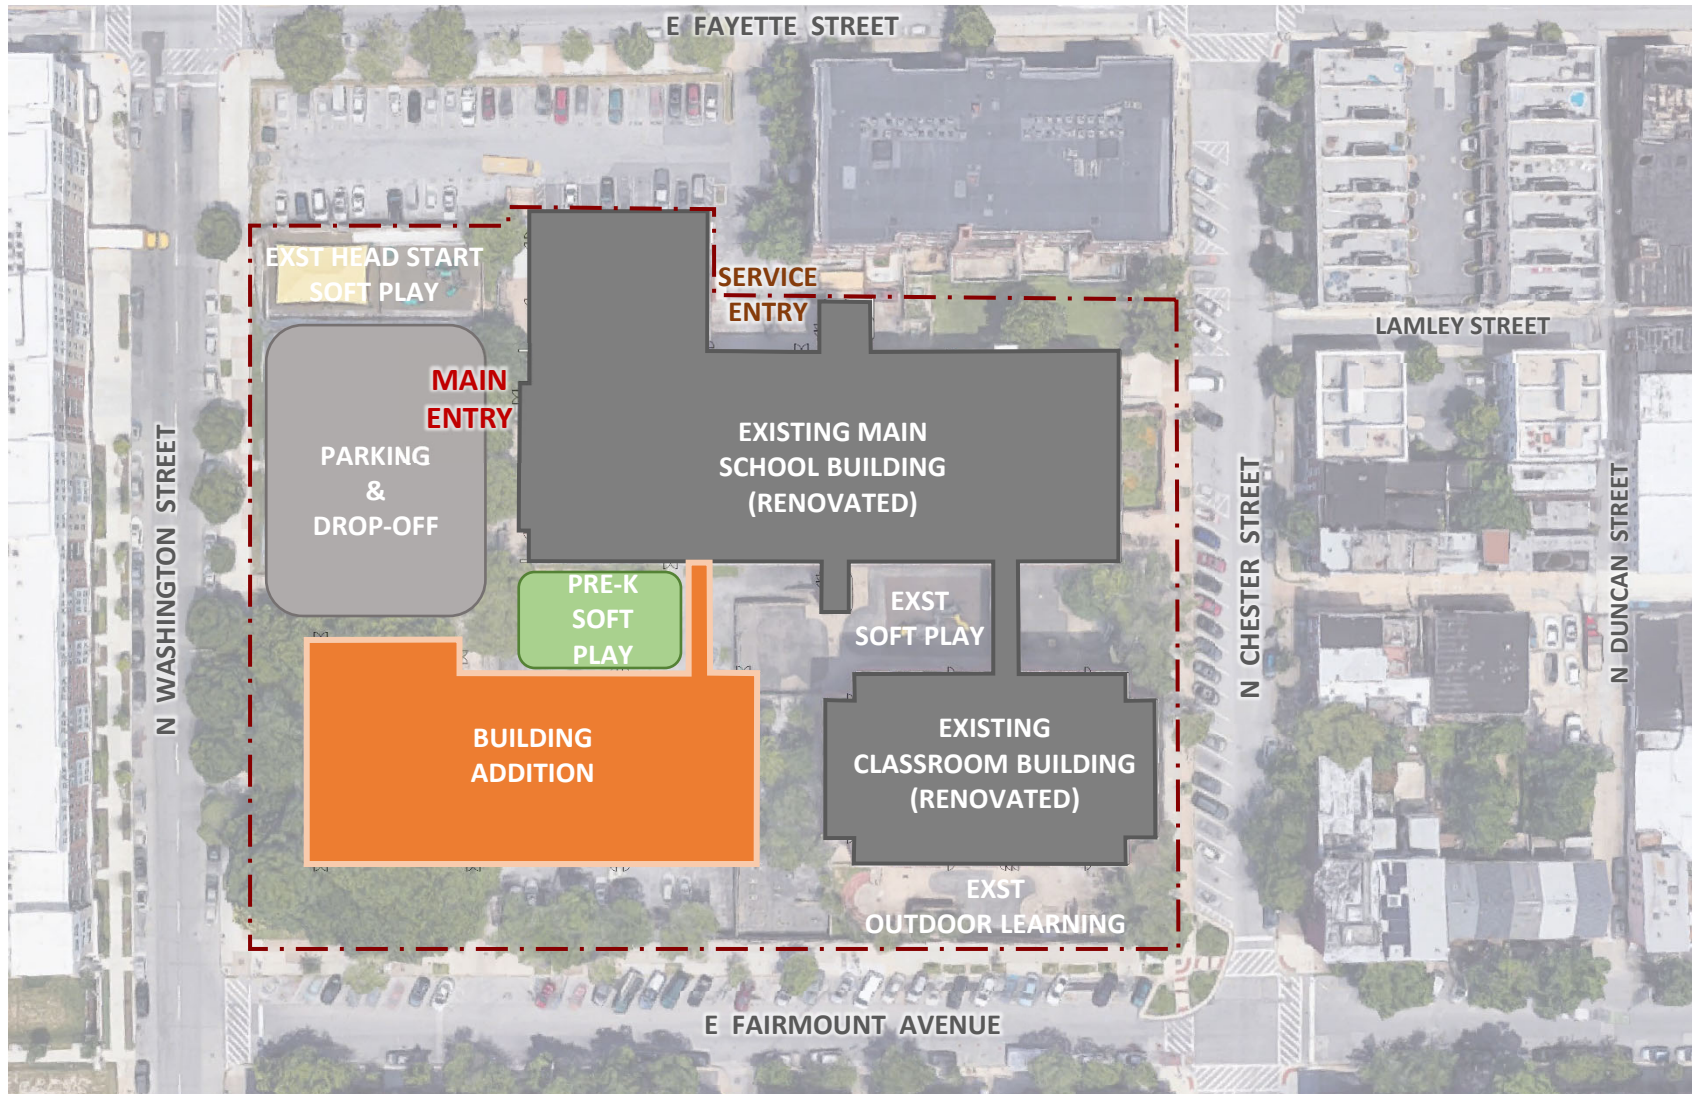 E FAYETTE STREET
EXST HEAD START
SOFT PLAY
SERVICE
ENTRY
LAMLEY STREET
MAIN
ENTRY
PARKING
&
DROP-OFF
EXISTING MAIN
SCHOOL BUILDING
(RENOVATED)
N WASHINGTON STREET
N CHESTER STREET
N DUNCAN STREET
PRE-K
SOFT
PLAY
EXST
SOFT PLAY
BUILDING
ADDITION
EXISTING
CLASSROOM BUILDING
(RENOVATED)
EXST
OUTDOOR LEARNING
E FAIRMOUNT AVENUE